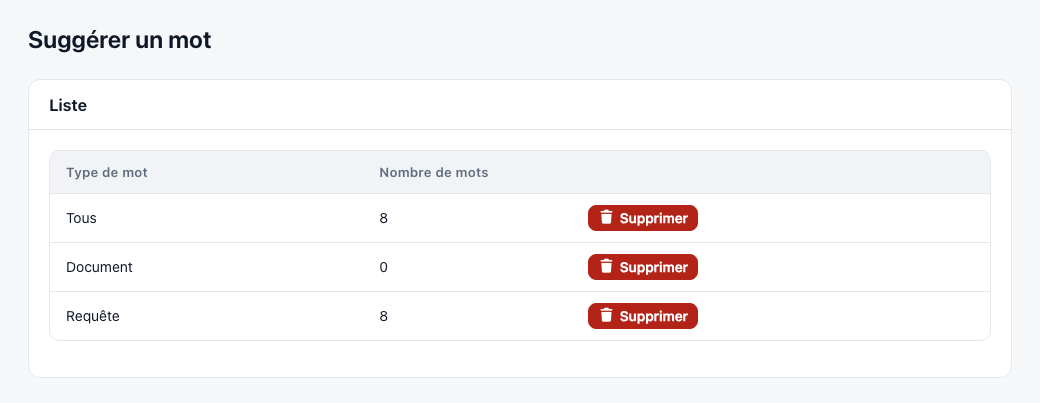 Suggérer un mot
Liste
Type de mot Nombre de mots
Tous 8 Supprimer
Document 0 Supprimer
Requête 8 Supprimer